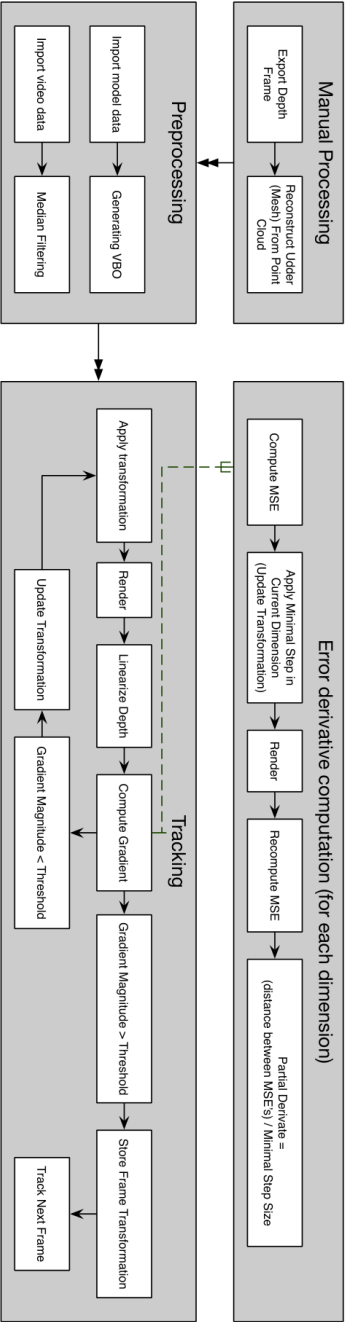 Manual Processing
Export Depth
Frame
Reconstruct Udder
(Mesh) From Point
Cloud
Preprocessing
Import model data
Generating VBO
Import video data
Median Filtering
Error derivative computation (for each dimension)
Compute MSE
Apply Minimal Step in
Current Dimension
(Update Transformation)
Render
Recompute MSE
Partial Derivate =
(distance between MSE's) / Minimal Step Size
Tracking
Apply transformation
Render
Linearize Depth
Compute Gradient
Gradient Magnitude > Threshold
Store Frame Transformation
Update Transformation
Gradient Magnitude < Threshold
Track Next Frame